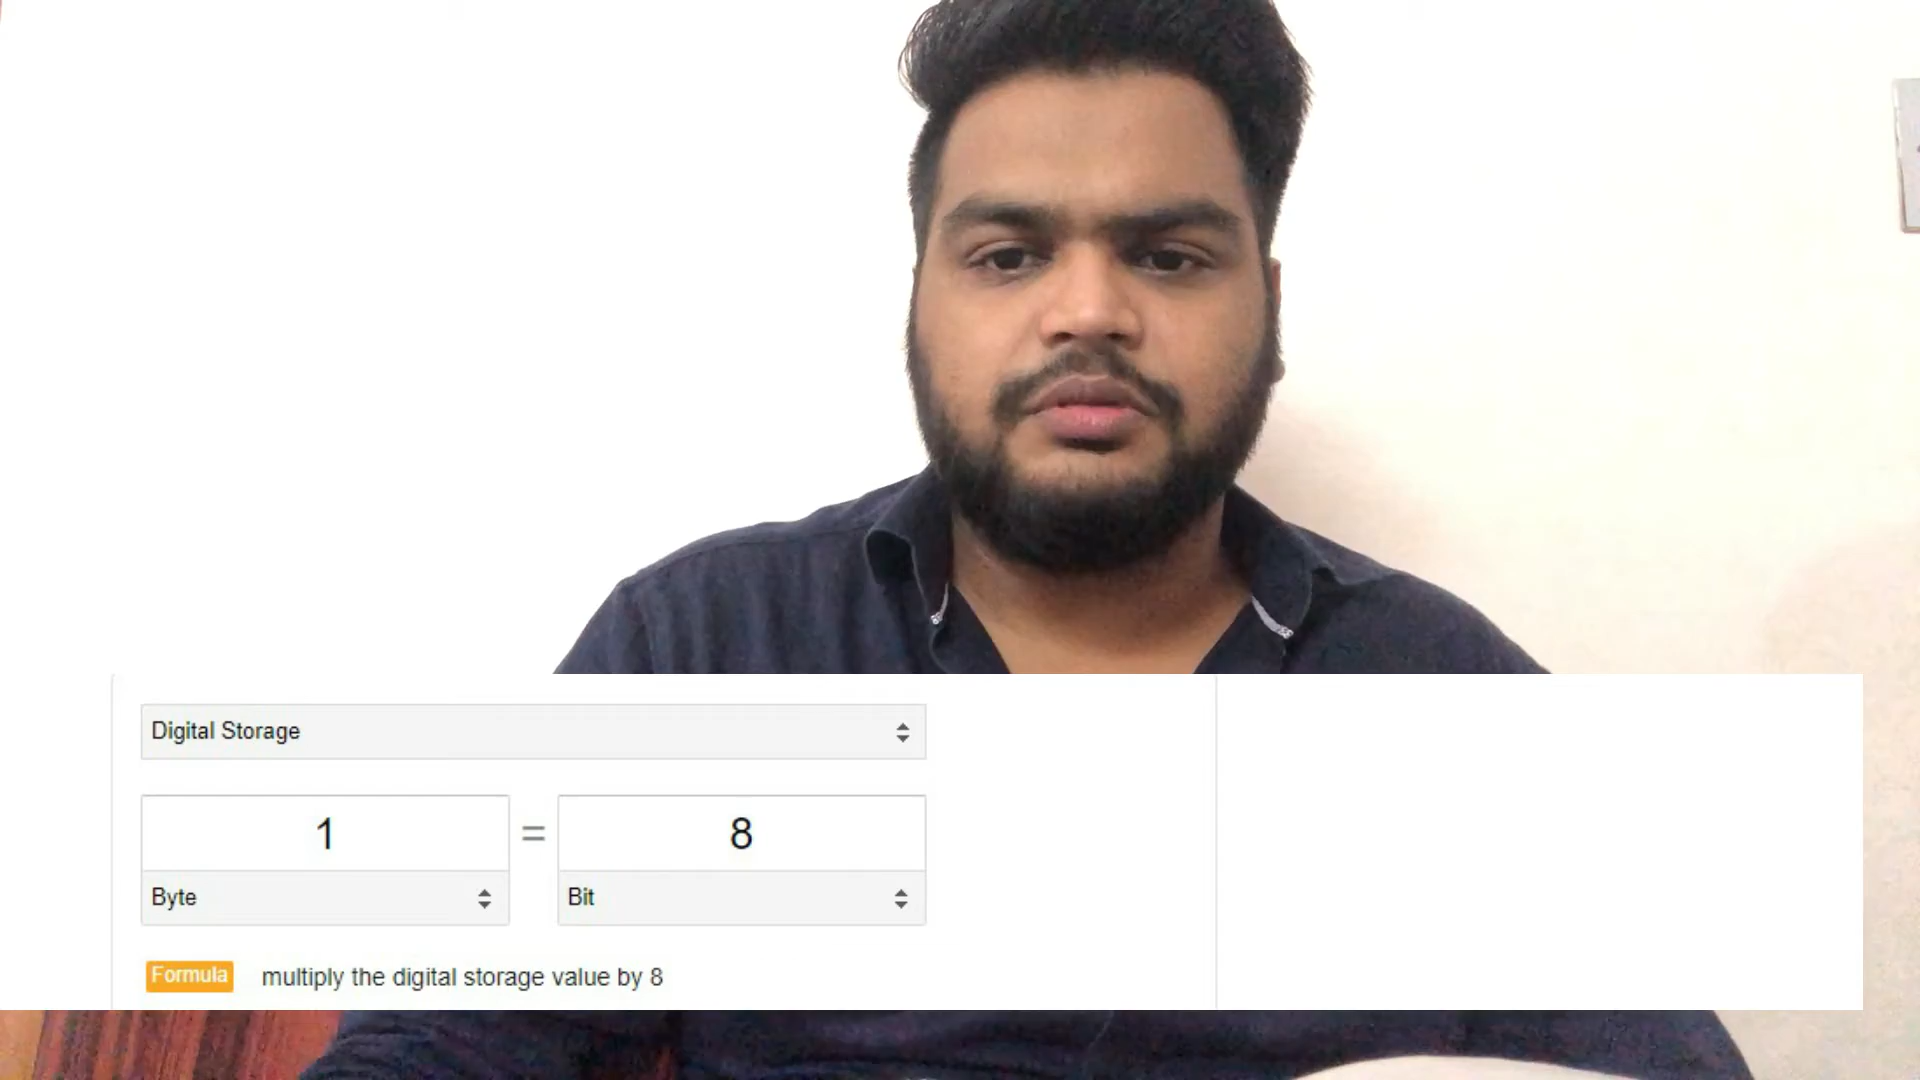 Digital Storage
1 = 8
Byte Bit
Formula multiply the digital storage value by 8